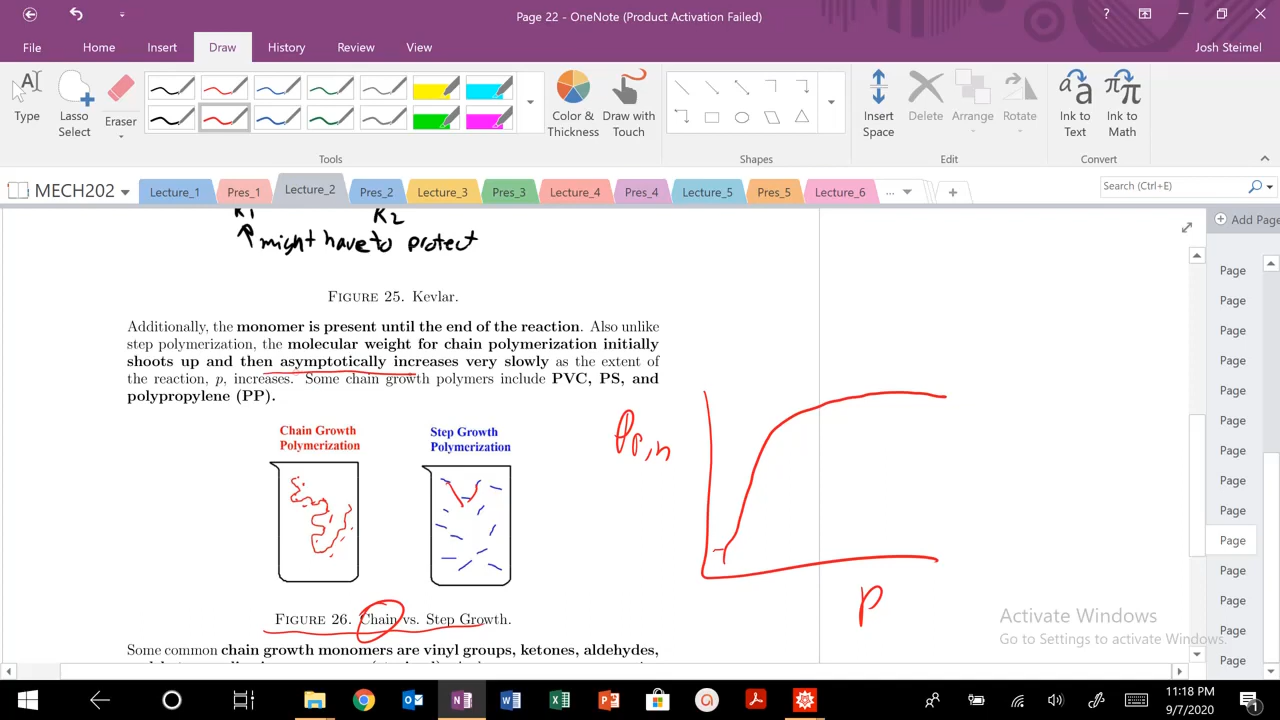 Page 22 - OneNote (Product Activation Failed)
?
File Home Insert Draw History Review View Josh Steimel
Type
Lasso Select
Eraser
Color & Thickness
Draw with Touch
Insert Space
Delete
Arrange
Rotate
Ink to Text
Ink to Math
Tools Shapes Edit Convert
MECH202 Lecture_1 Pres_1 Lecture_2 Pres_2 Lecture_3 Pres_3 Lecture_4 Pres_4 Lecture_5 Pres_5 Lecture_6 ... Search (Ctrl+E)
Add Page
K1 K2
might have to protect
FIGURE 25. Kevlar.
Additionally, the monomer is present until the end of the reaction. Also unlike
step polymerization, the molecular weight for chain polymerization initially
shoots up and then asymptotically increases very slowly as the extent of
the reaction, p, increases. Some chain growth polymers include PVC, PS, and
polypropylene (PP).
Chain Growth
Polymerization
Step Growth
Polymerization
FIGURE 26. Chain vs. Step Growth.
Some common chain growth monomers are vinyl groups, ketones, aldehydes,
P
Page
Page
Page
Page
Page
Page
Page
Page
Page
Page
Page
Page
Page
Page
Activate Windows
Go to Settings to activate Windows.
11:18 PM
9/7/2020